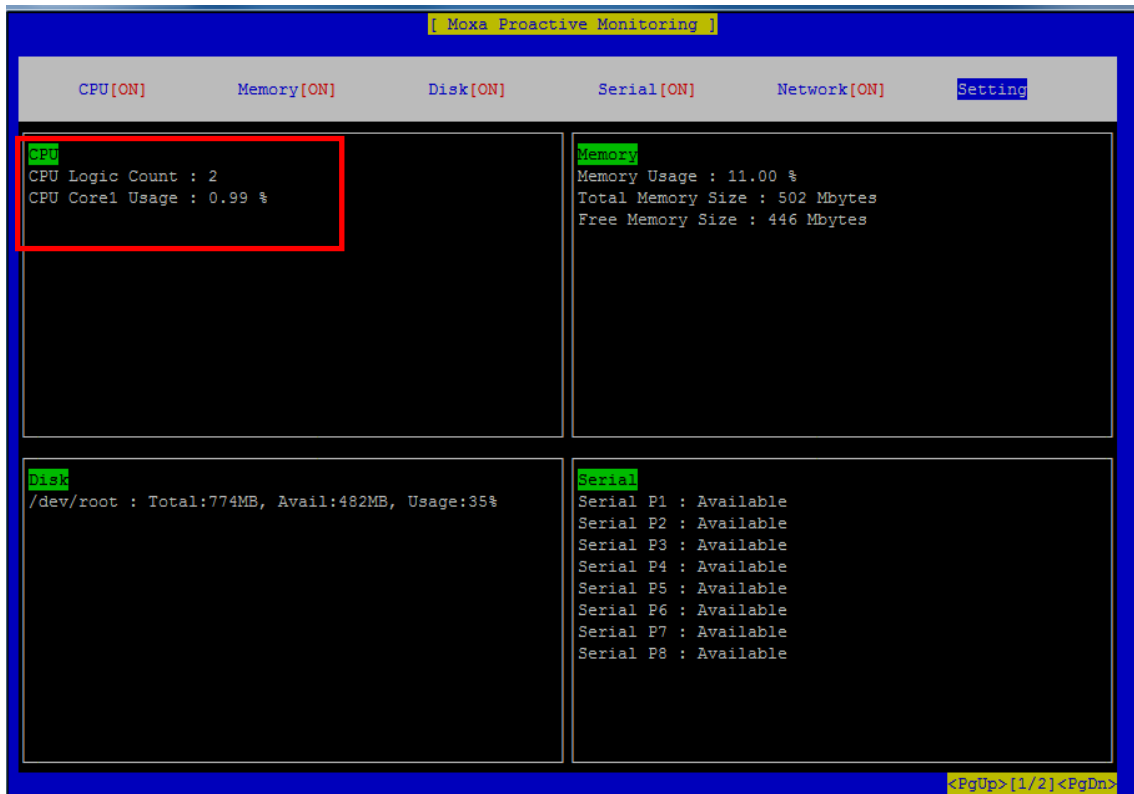 [ Moxa Proactive Monitoring ]
CPU[ON] Memory[ON] Disk[ON] Serial[ON] Network[ON] Setting
CPU
CPU Logic Count : 2
CPU Core1 Usage : 0.99 %
Memory
Memory Usage : 11.00 %
Total Memory Size : 502 Mbytes
Free Memory Size : 446 Mbytes
Disk
/dev/root : Total:774MB, Avail:482MB, Usage:35%
Serial
Serial P1 : Available
Serial P2 : Available
Serial P3 : Available
Serial P4 : Available
Serial P5 : Available
Serial P6 : Available
Serial P7 : Available
Serial P8 : Available
<PgUp>[1/2]<PgDn>